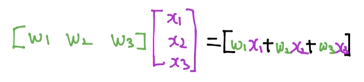 [w₁ w₂ w₃] [x₁ x₂ x₃] = [w₁x₁+w₂x₂+w₃x₃]